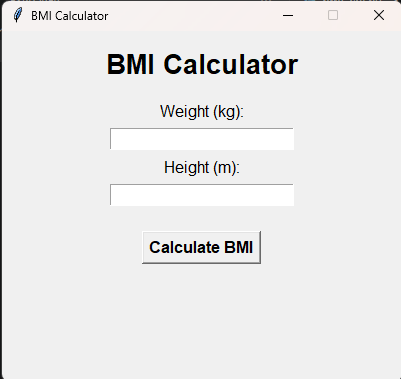 BMI Calculator
BMI Calculator
Weight (kg):
Height (m):
Calculate BMI